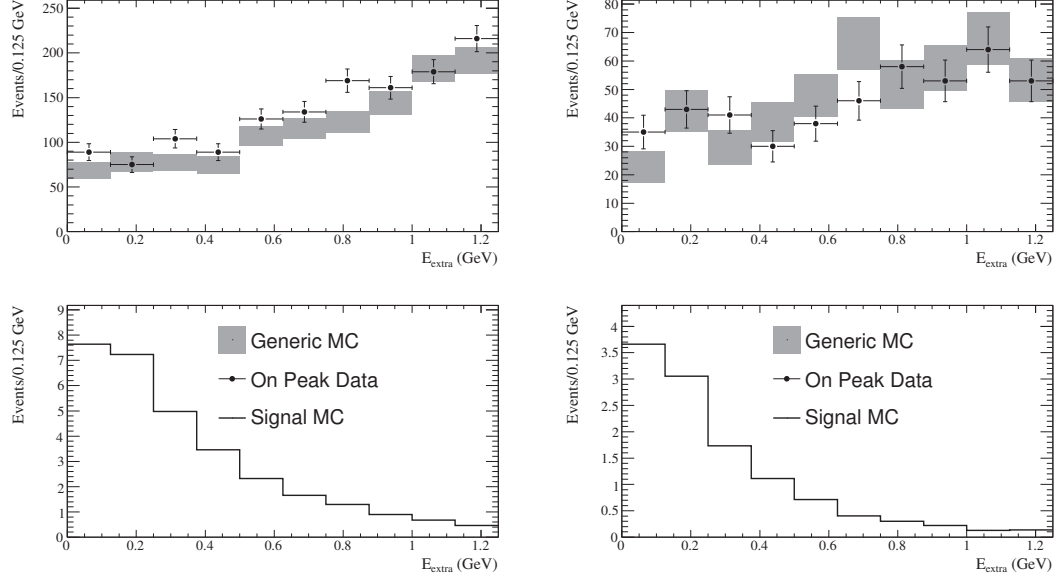 Events/0.125 GeV
250
200
150
100
50
0
0 0.2 0.4 0.6 0.8 1 1.2
E_extra (GeV)
Events/0.125 GeV
80
70
60
50
40
30
20
10
0
0 0.2 0.4 0.6 0.8 1 1.2
E_extra (GeV)
Events/0.125 GeV
9
8
7
6
5
4
3
2
1
0
0 0.2 0.4 0.6 0.8 1 1.2
E_extra (GeV)
Generic MC
On Peak Data
Signal MC
Events/0.125 GeV
4
3.5
3
2.5
2
1.5
1
0.5
0
0 0.2 0.4 0.6 0.8 1 1.2
E_extra (GeV)
Generic MC
On Peak Data
Signal MC